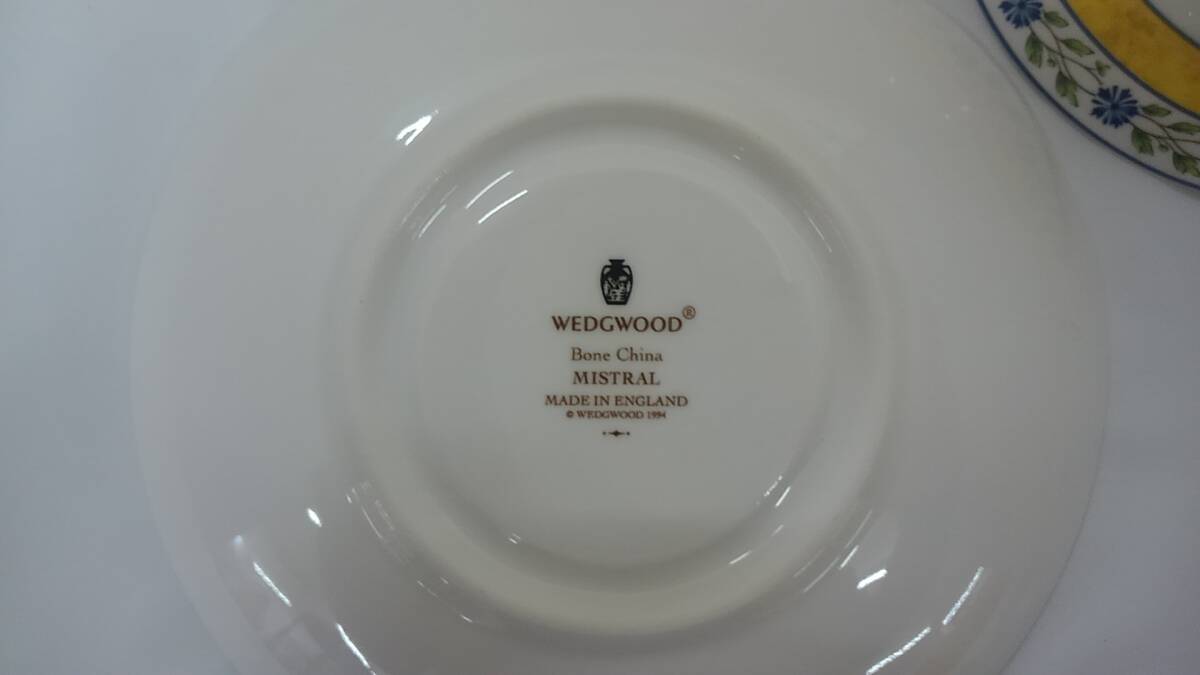 WEDGWOOD®
Bone China
MISTRAL
MADE IN ENGLAND
© WEDGWOOD 1994